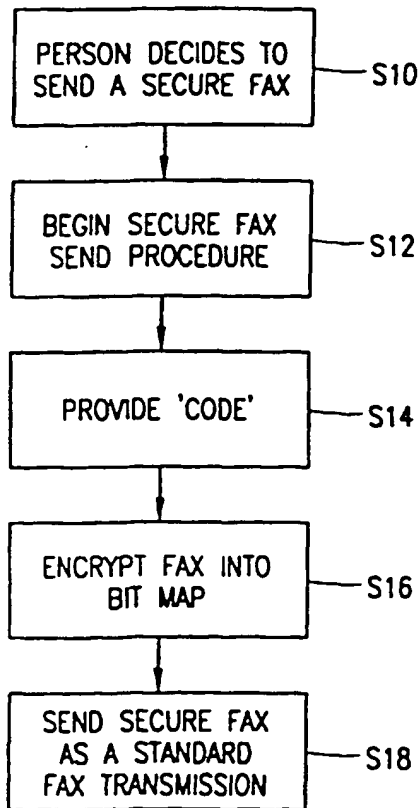 PERSON DECIDES TO
SEND A SECURE FAX
S10
BEGIN SECURE FAX
SEND PROCEDURE
S12
PROVIDE 'CODE'
S14
ENCRYPT FAX INTO
BIT MAP
S16
SEND SECURE FAX
AS A STANDARD
FAX TRANSMISSION
S18